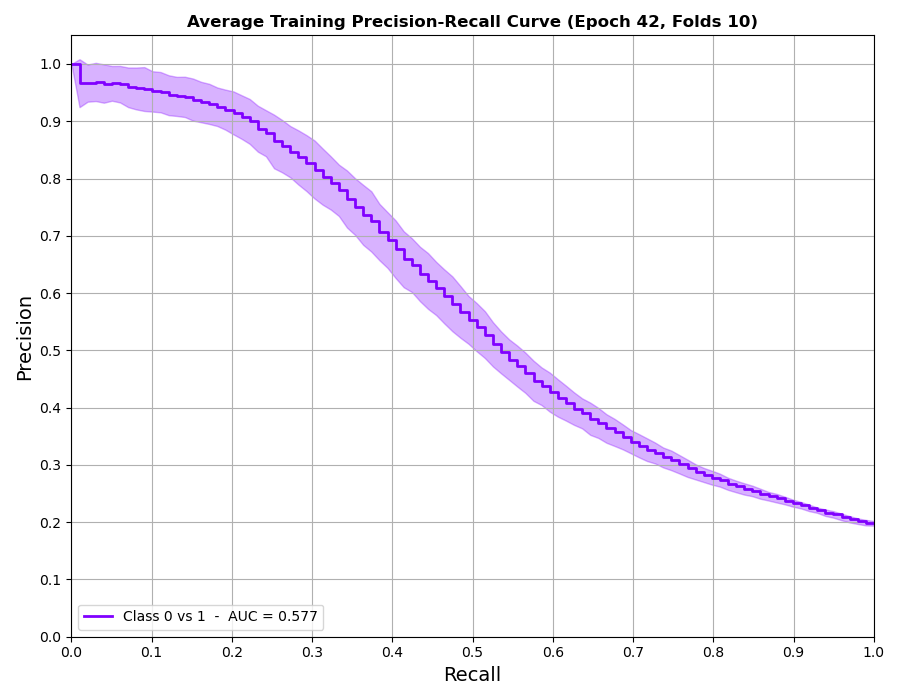 Average Training Precision-Recall Curve (Epoch 42, Folds 10)
Precision
1.0
0.9
0.8
0.7
0.6
0.5
0.4
0.3
0.2
0.1
0.0
Class 0 vs 1 - AUC = 0.577
0.0 0.1 0.2 0.3 0.4 0.5 0.6 0.7 0.8 0.9 1.0
Recall